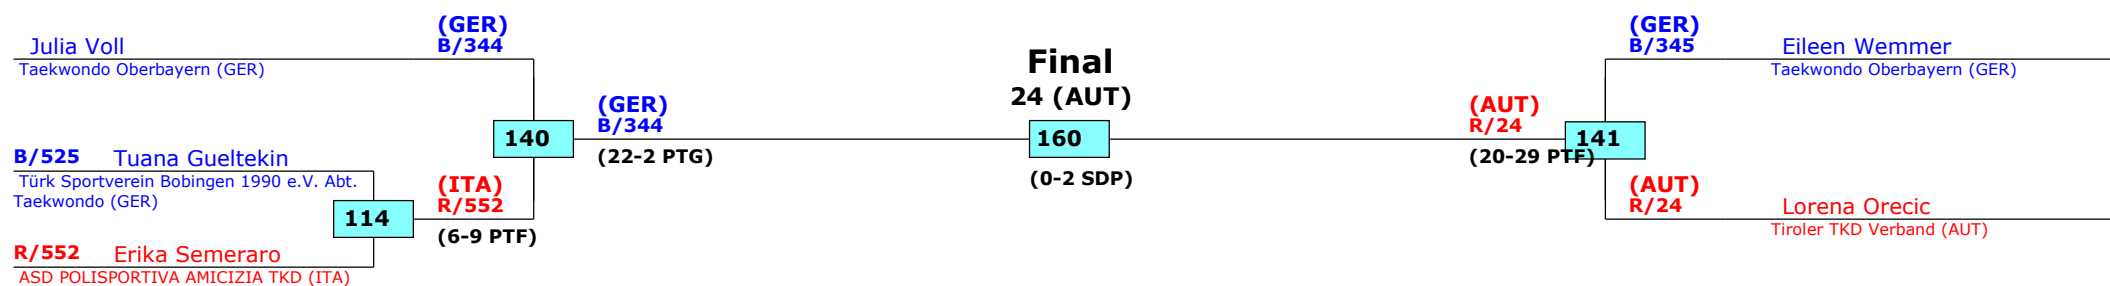 (GER)
B/344
Julia Voll
Taekwondo Oberbayern (GER)
B/525 Tuana Gueltekin
Türk Sportverein Bobingen 1990 e.V. Abt.
Taekwondo (GER)
R/552 Erika Semeraro
ASD POLISPORTIVA AMICIZIA TKD (ITA)
114
(ITA)
R/552
(6-9 PTF)
140
(GER)
B/344
(22-2 PTG)
Final
24 (AUT)
160
(0-2 SDP)
(AUT)
R/24
(20-29 PTF)
141
(GER)
B/345
Eileen Wemmer
Taekwondo Oberbayern (GER)
(AUT)
R/24
Lorena Orecic
Tiroler TKD Verband (AUT)